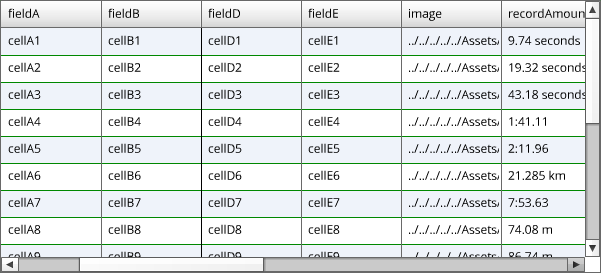 fieldA fieldB fieldD fieldE image recordAmoun
cellA1 cellB1 cellD1 cellE1 ../../../../../Assets/ 9.74 seconds
cellA2 cellB2 cellD2 cellE2 ../../../../../Assets/ 19.32 seconds
cellA3 cellB3 cellD3 cellE3 ../../../../../Assets/ 43.18 seconds
cellA4 cellB4 cellD4 cellE4 ../../../../../Assets/ 1:41.11
cellA5 cellB5 cellD5 cellE5 ../../../../../Assets/ 2:11.96
cellA6 cellB6 cellD6 cellE6 ../../../../../Assets/ 21.285 km
cellA7 cellB7 cellD7 cellE7 ../../../../../Assets/ 7:53.63
cellA8 cellB8 cellD8 cellE8 ../../../../../Assets/ 74.08 m
cellA9 cellB9 cellD9 cellE9 ../../../../../Assets/ 86.74 m